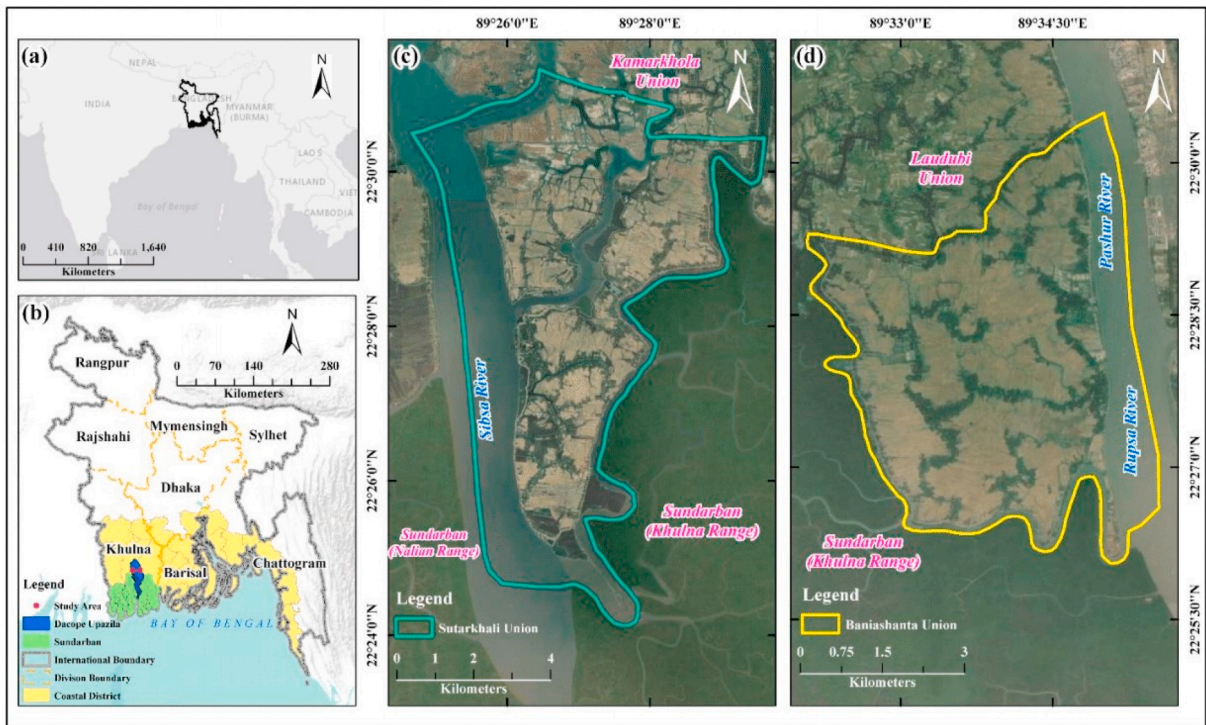 (a)
N
NEPAL
BANGLADESH
INDIA
MYANMAR
(BURMA)
LAOS
THAILAND
VIET
CAMBODIA
Bay of Bengal
SRI LANKA
0 410 820 1,640
Kilometers
(b)
N
0 70 140 280
Kilometers
Rangpur
Rajshahi
Mymensingh
Sylhet
Dhaka
Khulna
Barisal
Chattogram
BAY OF BENGAL
Legend
Study Area
Dacope Upazila
Sundarban
International Boundary
Divison Boundary
Coastal District
89°26'0"E 89°28'0"E
(c)
N
Kamarkhola
Union
Sibsa River
Sundarban
(Nalian Range)
Sundarban
(Khulna Range)
Legend
Sutarkhali Union
0 1 2 4
Kilometers
22°30'0"N
22°28'0"N
22°26'0"N
22°24'0"N
89°33'0"E 89°34'30"E
(d)
N
Laudubi
Union
Pashur River
Rupsa River
Sundarban
(Khulna Range)
Legend
Baniashanta Union
0 0.75 1.5 3
Kilometers
22°30'0"N
22°28'30"N
22°27'0"N
22°25'30"N